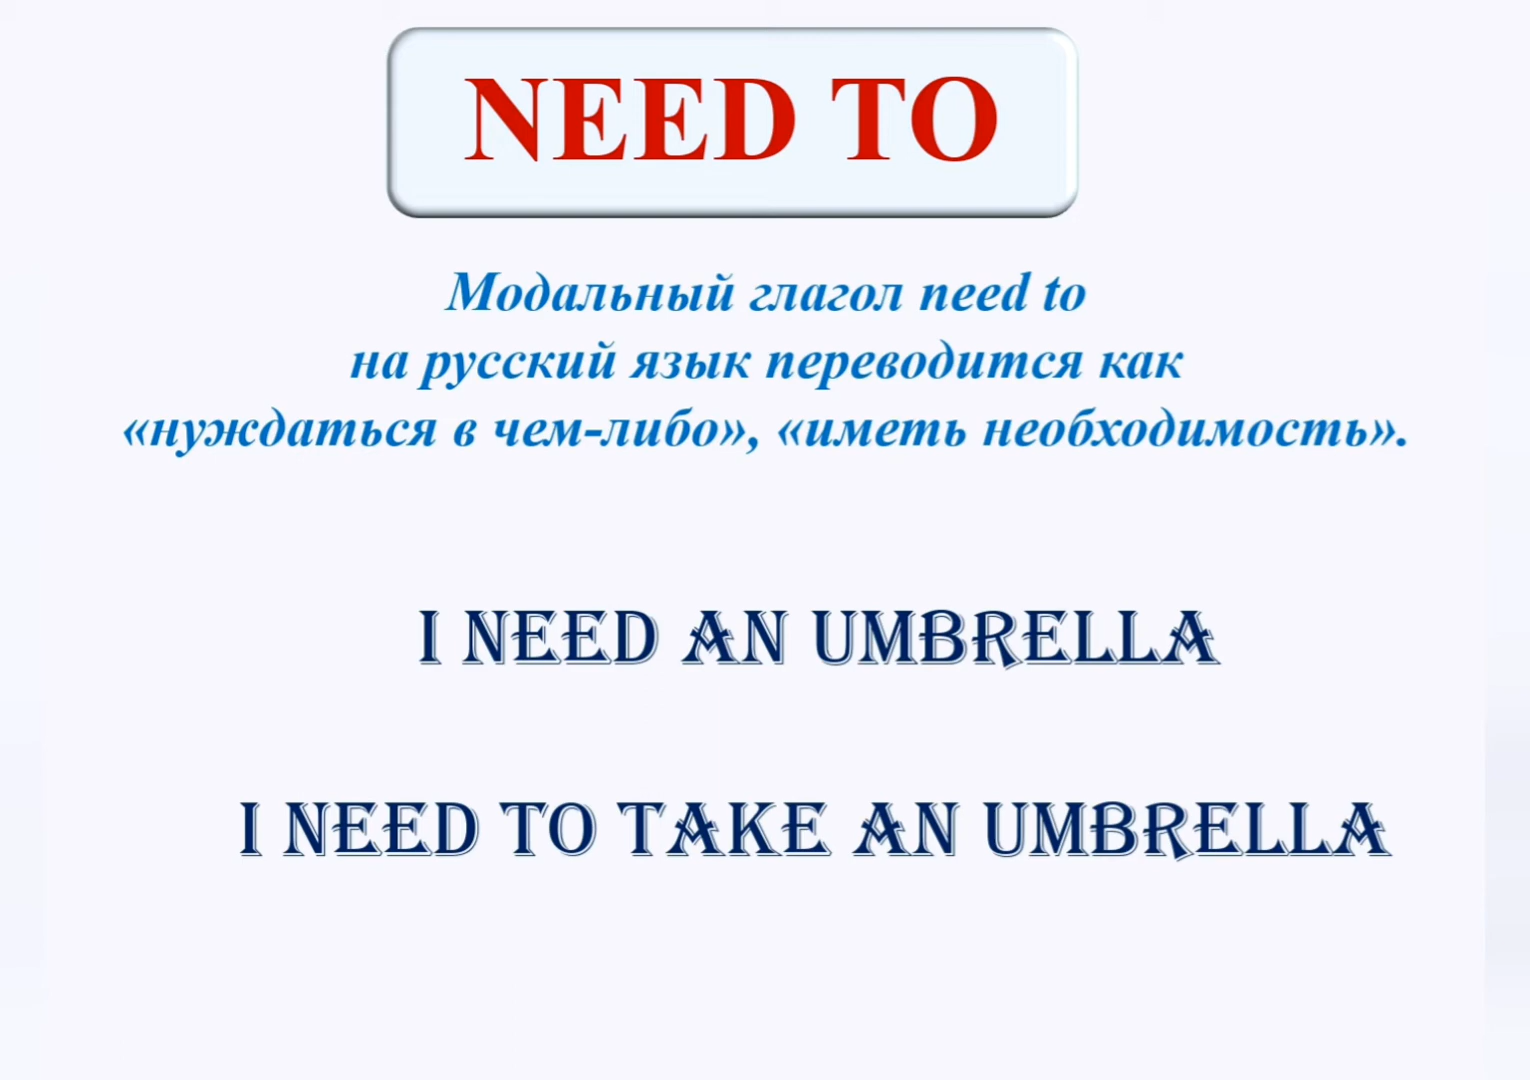 NEED TO
Модальный глагол need to
на русский язык переводится как
«нуждаться в чем-либо», «иметь необходимость».
I NEED AN UMBRELLA
I NEED TO TAKE AN UMBRELLA